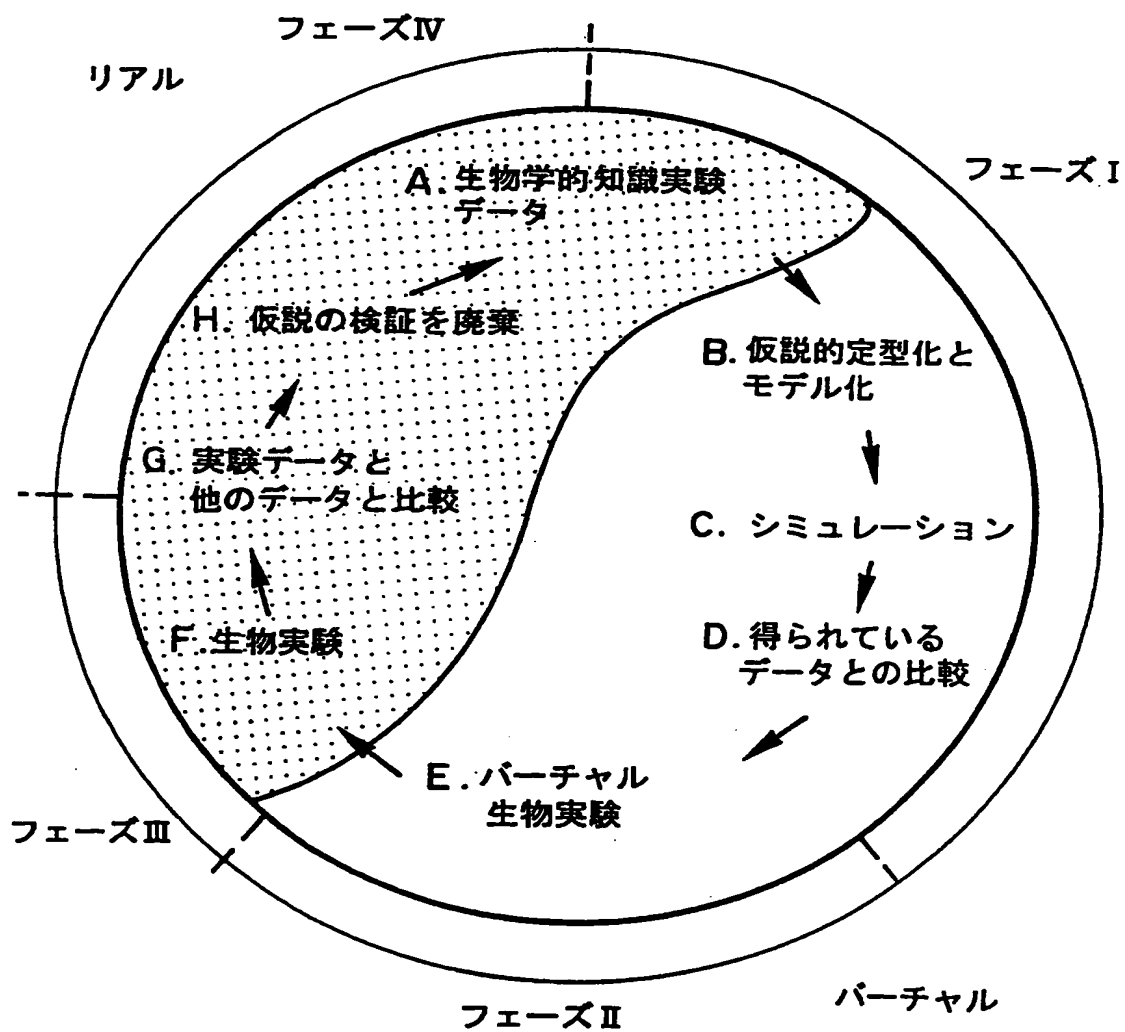 フェーズⅣ
リアル
フェーズⅠ
A. 生物学的知識実験
データ
H. 仮説の検証を廃棄
B. 仮説的定型化と
モデル化
G. 実験データと
他のデータと比較
C. シミュレーション
F. 生物実験
D. 得られている
データとの比較
E. バーチャル
生物実験
フェーズⅢ
バーチャル
フェーズⅡ